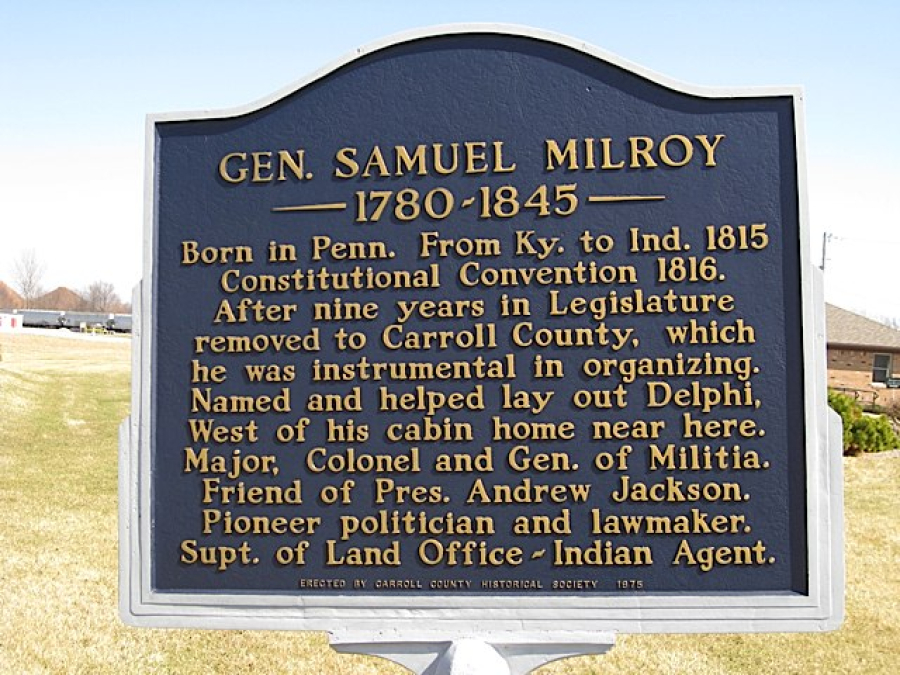 GEN. SAMUEL MILROY
1780-1845
Born in Penn. From Ky. to Ind. 1815
Constitutional Convention 1816.
After nine years in Legislature
removed to Carroll County, which
he was instrumental in organizing.
Named and helped lay out Delphi,
West of his cabin home near here.
Major, Colonel and Gen. of Militia.
Friend of Pres. Andrew Jackson.
Pioneer politician and lawmaker.
Supt. of Land Office - Indian Agent.
ERECTED BY CARROLL COUNTY HISTORICAL SOCIETY 1975